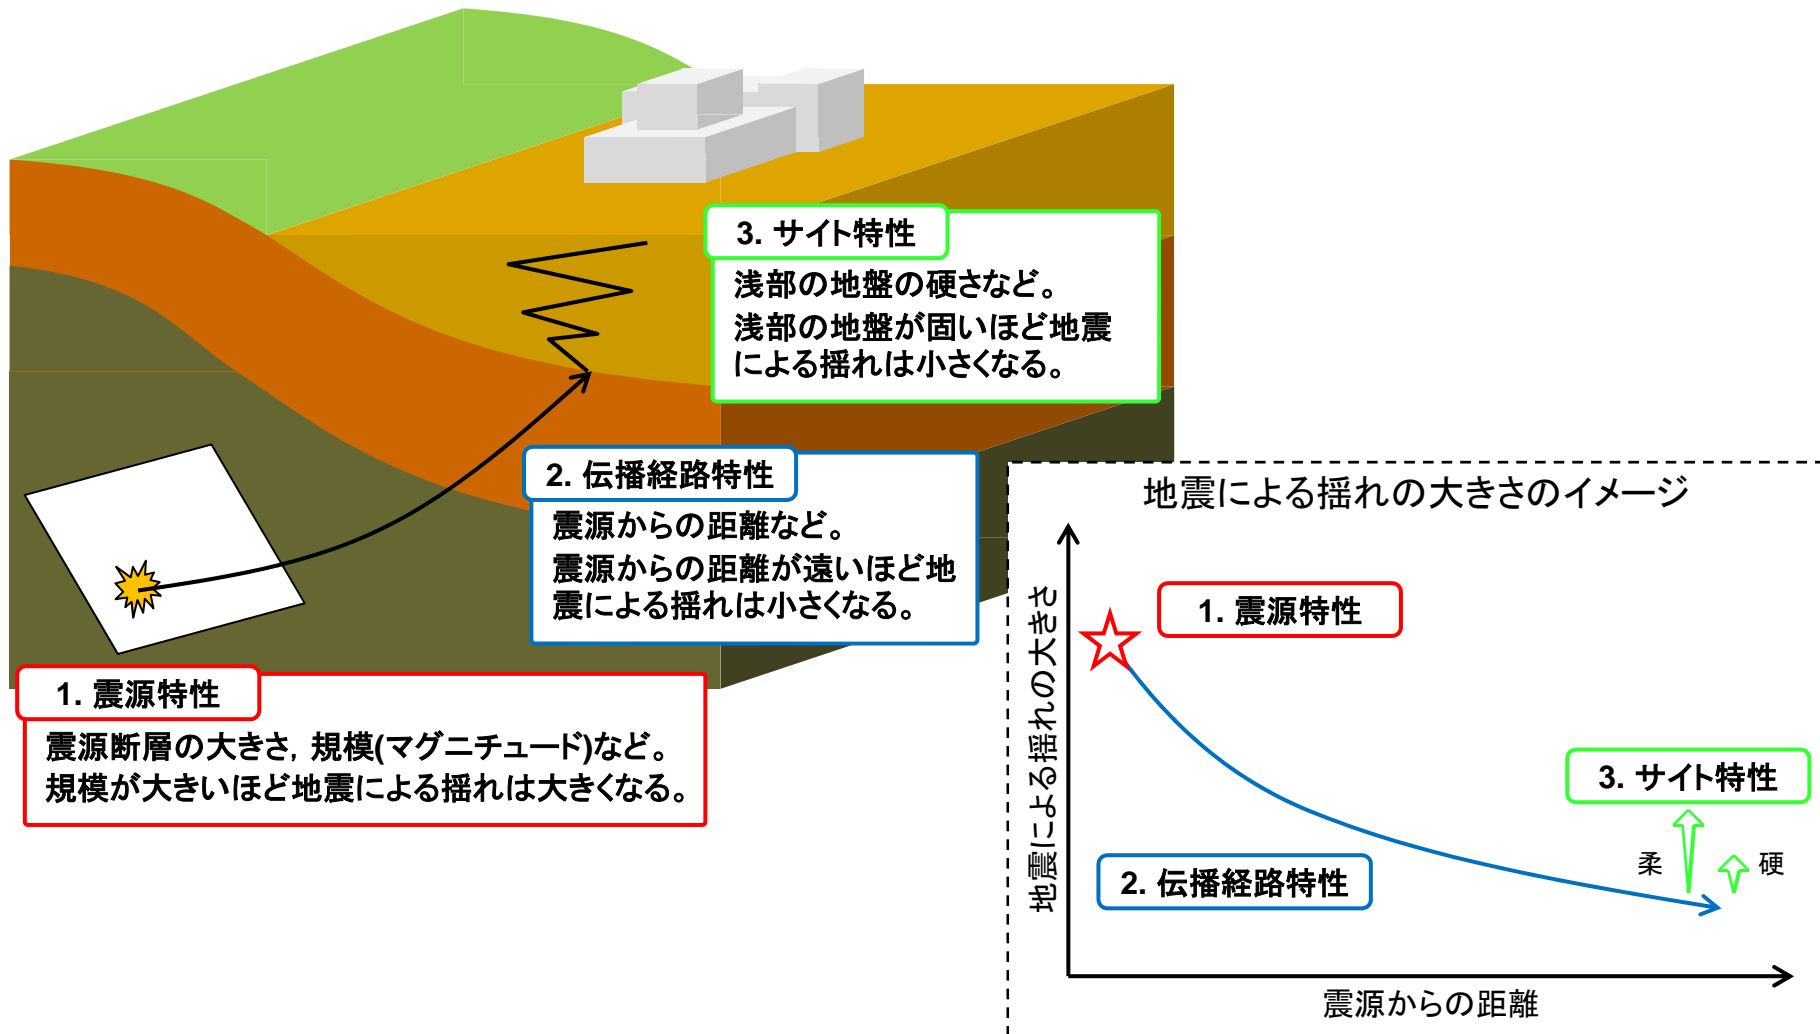 3. サイト特性
浅部の地盤の硬さなど。
浅部の地盤が固いほど地震
による揺れは小さくなる。
2. 伝播経路特性
震源からの距離など。
震源からの距離が遠いほど地
震による揺れは小さくなる。
1. 震源特性
震源断層の大きさ, 規模(マグニチュード)など。
規模が大きいほど地震による揺れは大きくなる。
地震による揺れの大きさのイメージ
地震による揺れの大きさ
1. 震源特性
3. サイト特性
柔
硬
2. 伝播経路特性
震源からの距離